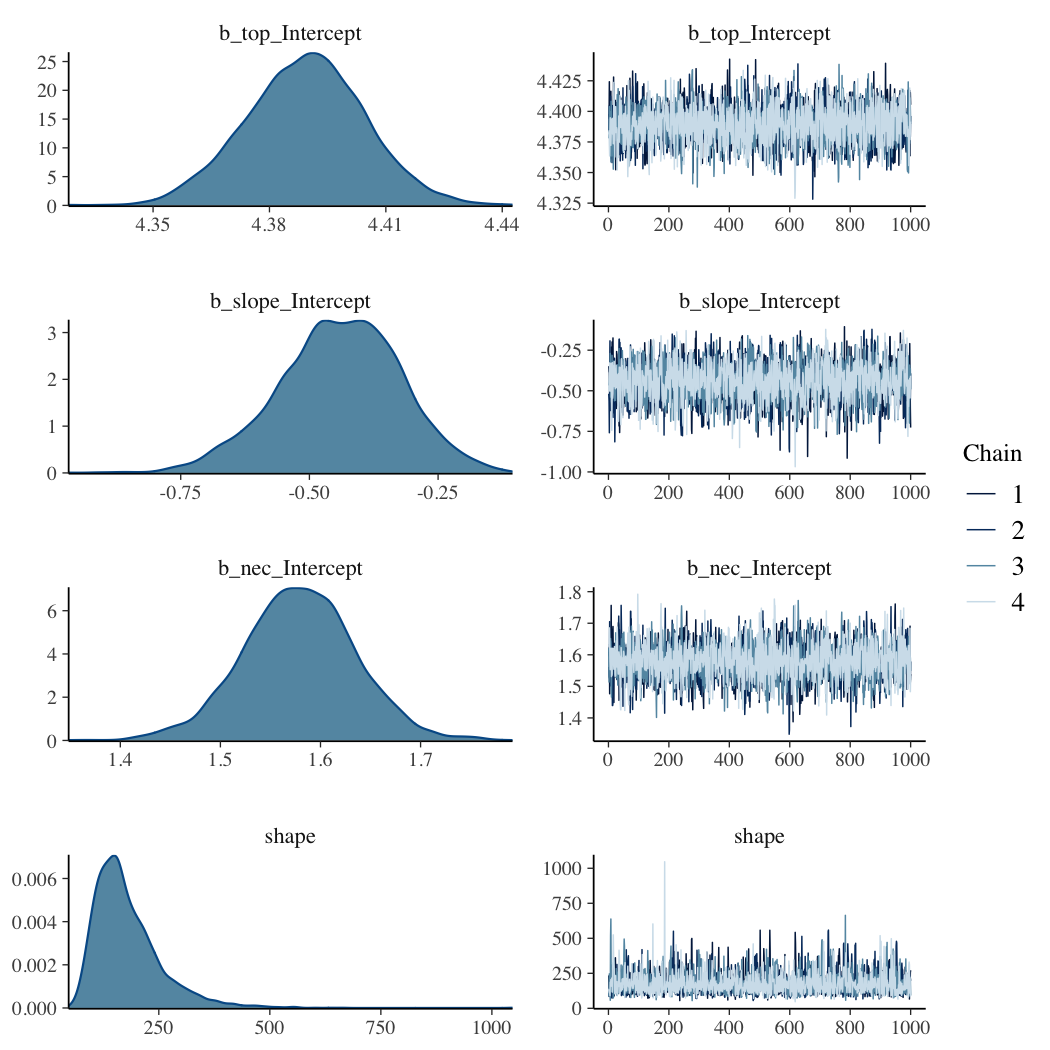 b_top_Intercept
25
20
15
10
5
0
4.35 4.38 4.41 4.44
b_top_Intercept
4.425
4.400
4.375
4.350
4.325
0 200 400 600 800 1000
b_slope_Intercept
3
2
1
0
-0.75 -0.50 -0.25
b_slope_Intercept
-0.25
-0.50
-0.75
-1.00
0 200 400 600 800 1000
b_nec_Intercept
6
4
2
0
1.4 1.5 1.6 1.7
b_nec_Intercept
1.8
1.7
1.6
1.5
1.4
0 200 400 600 800 1000
shape
0.006
0.004
0.002
0.000
250 500 750 1000
shape
1000
750
500
250
0
0 200 400 600 800 1000
Chain
1
2
3
4